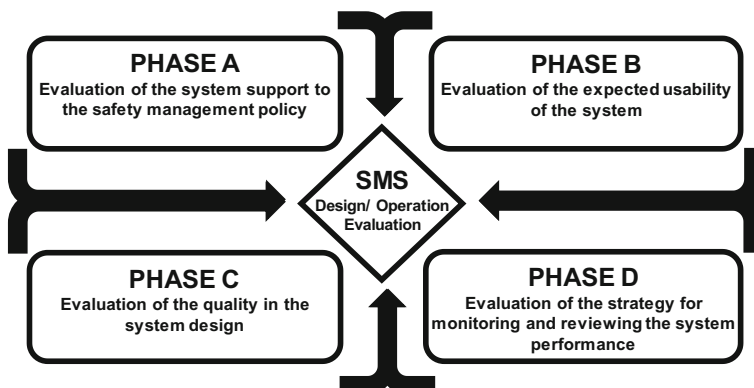 PHASE A
Evaluation of the system support to
the safety management policy
PHASE B
Evaluation of the expected usability
of the system
SMS
Design/ Operation
Evaluation
PHASE C
Evaluation of the quality in the
system design
PHASE D
Evaluation of the strategy for
monitoring and reviewing the system
performance